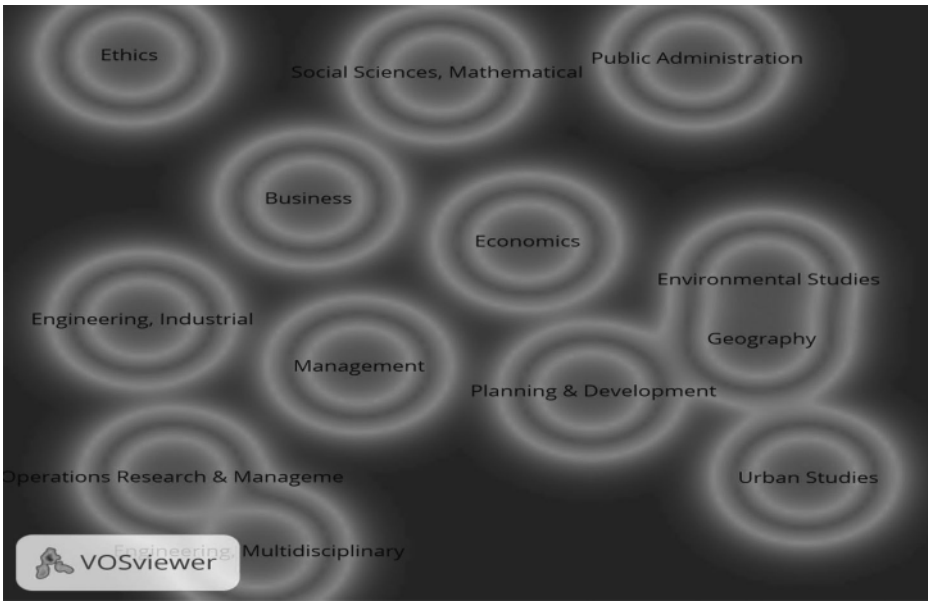 Ethics
Social Sciences, Mathematical
Public Administration
Business
Economics
Environmental Studies
Engineering, Industrial
Geography
Management
Planning & Development
Operations Research & Manageme
Urban Studies
Engineering, Multidisciplinary
VOSviewer